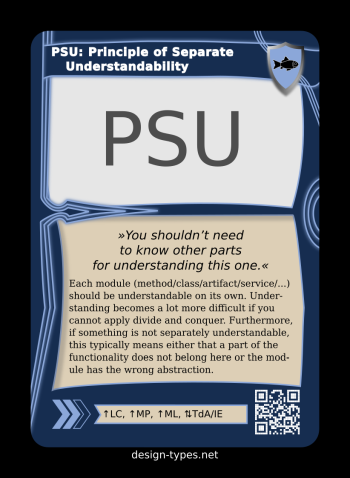 PSU: Principle of Separate
Understandability
PSU
»You shouldn’t need
to know other parts
for understanding this one.«
Each module (method/class/artifact/service/...)
should be understandable on its own. Under-
standing becomes a lot more difficult if you
cannot apply divide and conquer. Furthermore,
if something is not separately understandable,
this typically means either that a part of the
functionality does not belong here or the mod-
ule has the wrong abstraction.
↑LC, ↑MP, ↑ML, ⇅TdA/IE
design-types.net